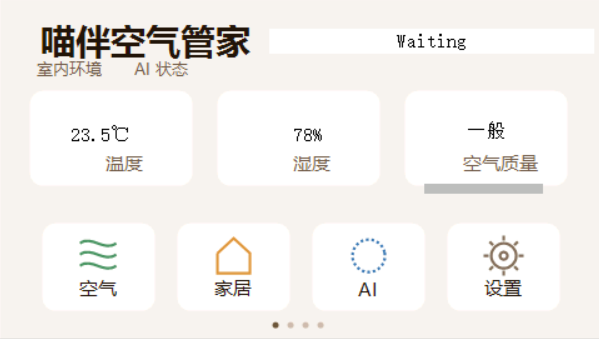 喵伴空气管家
Waiting
室内环境 AI 状态
23.5℃ 78% 一般
温度 湿度 空气质量
空气 家居 AI 设置